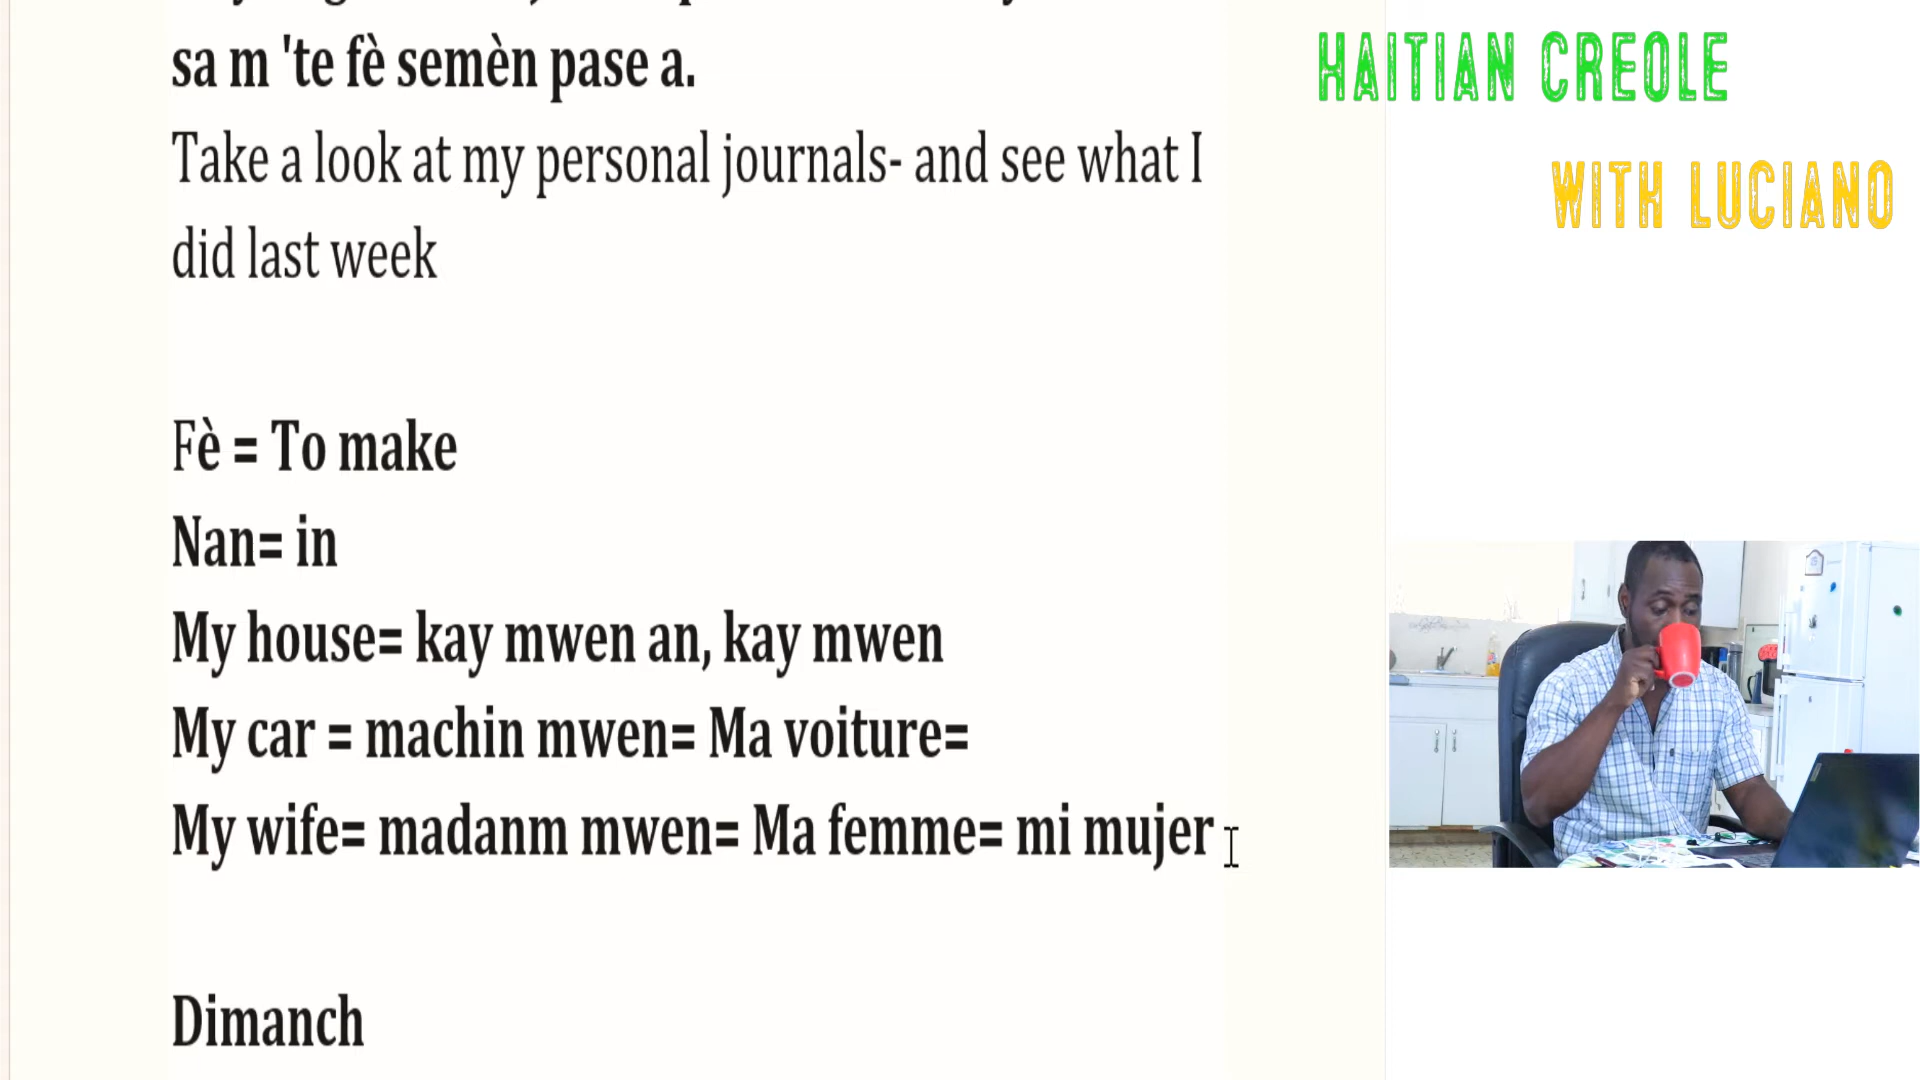 sa m 'te fè semèn pase a.
Take a look at my personal journals- and see what I
did last week
Fè = To make
Nan= in
My house= kay mwen an, kay mwen
My car = machin mwen= Ma voiture=
My wife= madanm mwen= Ma femme= mi mujer
Dimanch
HAITIAN CREOLE
WITH LUCIANO